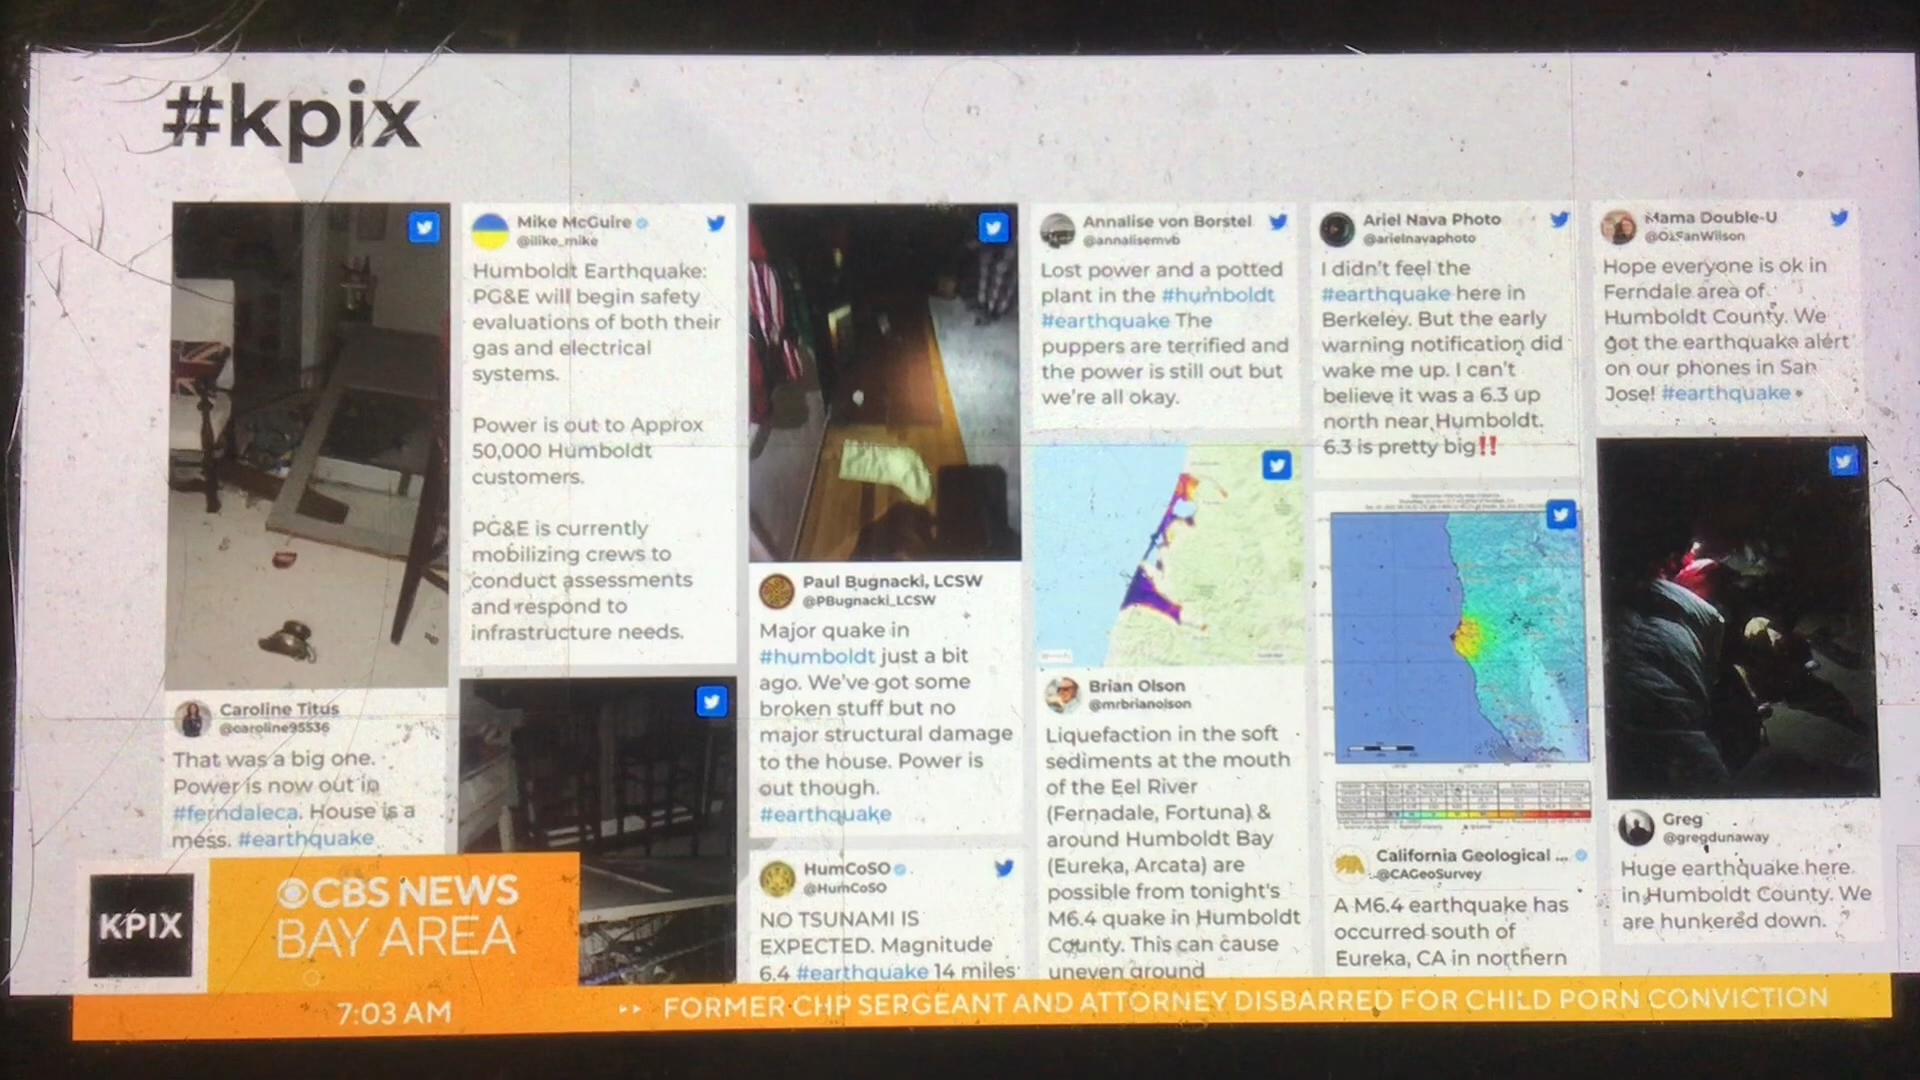 #kpix
Caroline Titus
@caroline95536
That was a big one.
Power is now out in
#ferndaleca. House is a
mess. #earthquake
Mike McGuire
@ilike_mike
Humboldt Earthquake:
PG&E will begin safety
evaluations of both their
gas and electrical
systems.
Power is out to Approx
50,000 Humboldt
customers.
PG&E is currently
mobilizing crews to
conduct assessments
and respond to
infrastructure needs.
Paul Bugnacki, LCSW
@PBugnacki_LCSW
Major quake in
#humboldt just a bit
ago. We've got some
broken stuff but no
major structural damage
to the house. Power is
out though.
#earthquake
HumCoSO
@HumCoSO
NO TSUNAMI IS
EXPECTED. Magnitude
6.4 #earthquake 14 miles
Annalise von Borstel
@annalisemvb
Lost power and a potted
plant in the #humboldt
#earthquake The
puppers are terrified and
the power is still out but
we're all okay.
Brian Olson
@mrbrianolson
Liquefaction in the soft
sediments at the mouth
of the Eel River
(Fernadale, Fortuna) &
around Humboldt Bay
(Eureka, Arcata) are
possible from tonight's
M6.4 quake in Humboldt
County. This can cause
uneven ground
Ariel Nava Photo
@arielnavaphoto
I didn't feel the
#earthquake here in
Berkeley. But the early
warning notification did
wake me up. I can't
believe it was a 6.3 up
north near Humboldt.
6.3 is pretty big‼️
California Geological ...
@CAGeoSurvey
A M6.4 earthquake has
occurred south of
Eureka, CA in northern
Mama Double-U
Hope everyone is ok in
Ferndale area of
Humboldt County. We
got the earthquake alert
on our phones in San
Jose! #earthquake
Greg
@gregdunaway
Huge earthquake here
in Humboldt County. We
are hunkered down.
KPIX
CBS NEWS
BAY AREA
7:03 AM
FORMER CHP SERGEANT AND ATTORNEY DISBARRED FOR CHILD PORN CONVICTION